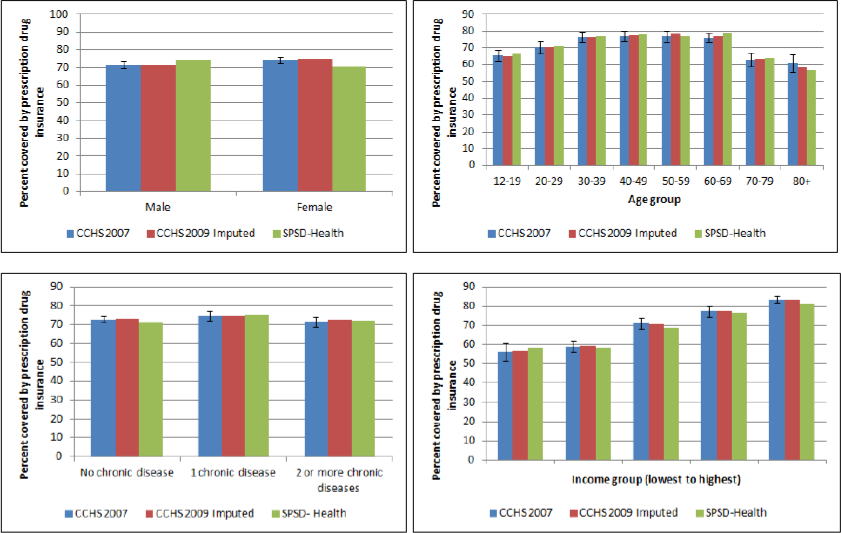 Percent covered by prescription drug
insurance
100
90
80
70
60
50
40
30
20
10
0
Male Female
CCHS 2007 CCHS 2009 Imputed SPSD-Health
Percent covered by prescription drug
insurance
90
80
70
60
50
40
30
20
10
0
12-19 20-29 30-39 40-49 50-59 60-69 70-79 80+
Age group
CCHS 2007 CCHS 2009 Imputed SPSD-Health
Percent covered by prescription drug
insurance
90
80
70
60
50
40
30
20
10
0
No chronic disease 1 chronic disease 2 or more chronic
diseases
CCHS 2007 CCHS 2009 Imputed SPSD- Health
Percent covered by prescription drug
insurance
90
80
70
60
50
40
30
20
10
0
Income group (lowest to highest)
CCHS 2007 CCHS 2009 Imputed SPSD-Health